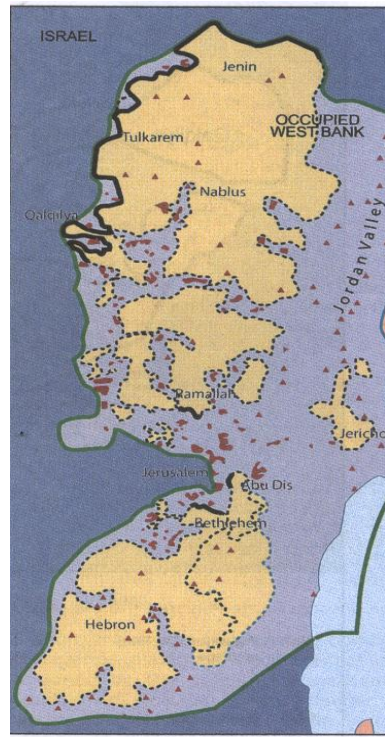 ISRAEL
Jenin
OCCUPIED
WEST BANK
Tulkarem
Nablus
Qalqilya
Jordan Valley
Ramallah
Jericho
Jerusalem
Abu Dis
Bethlehem
Hebron